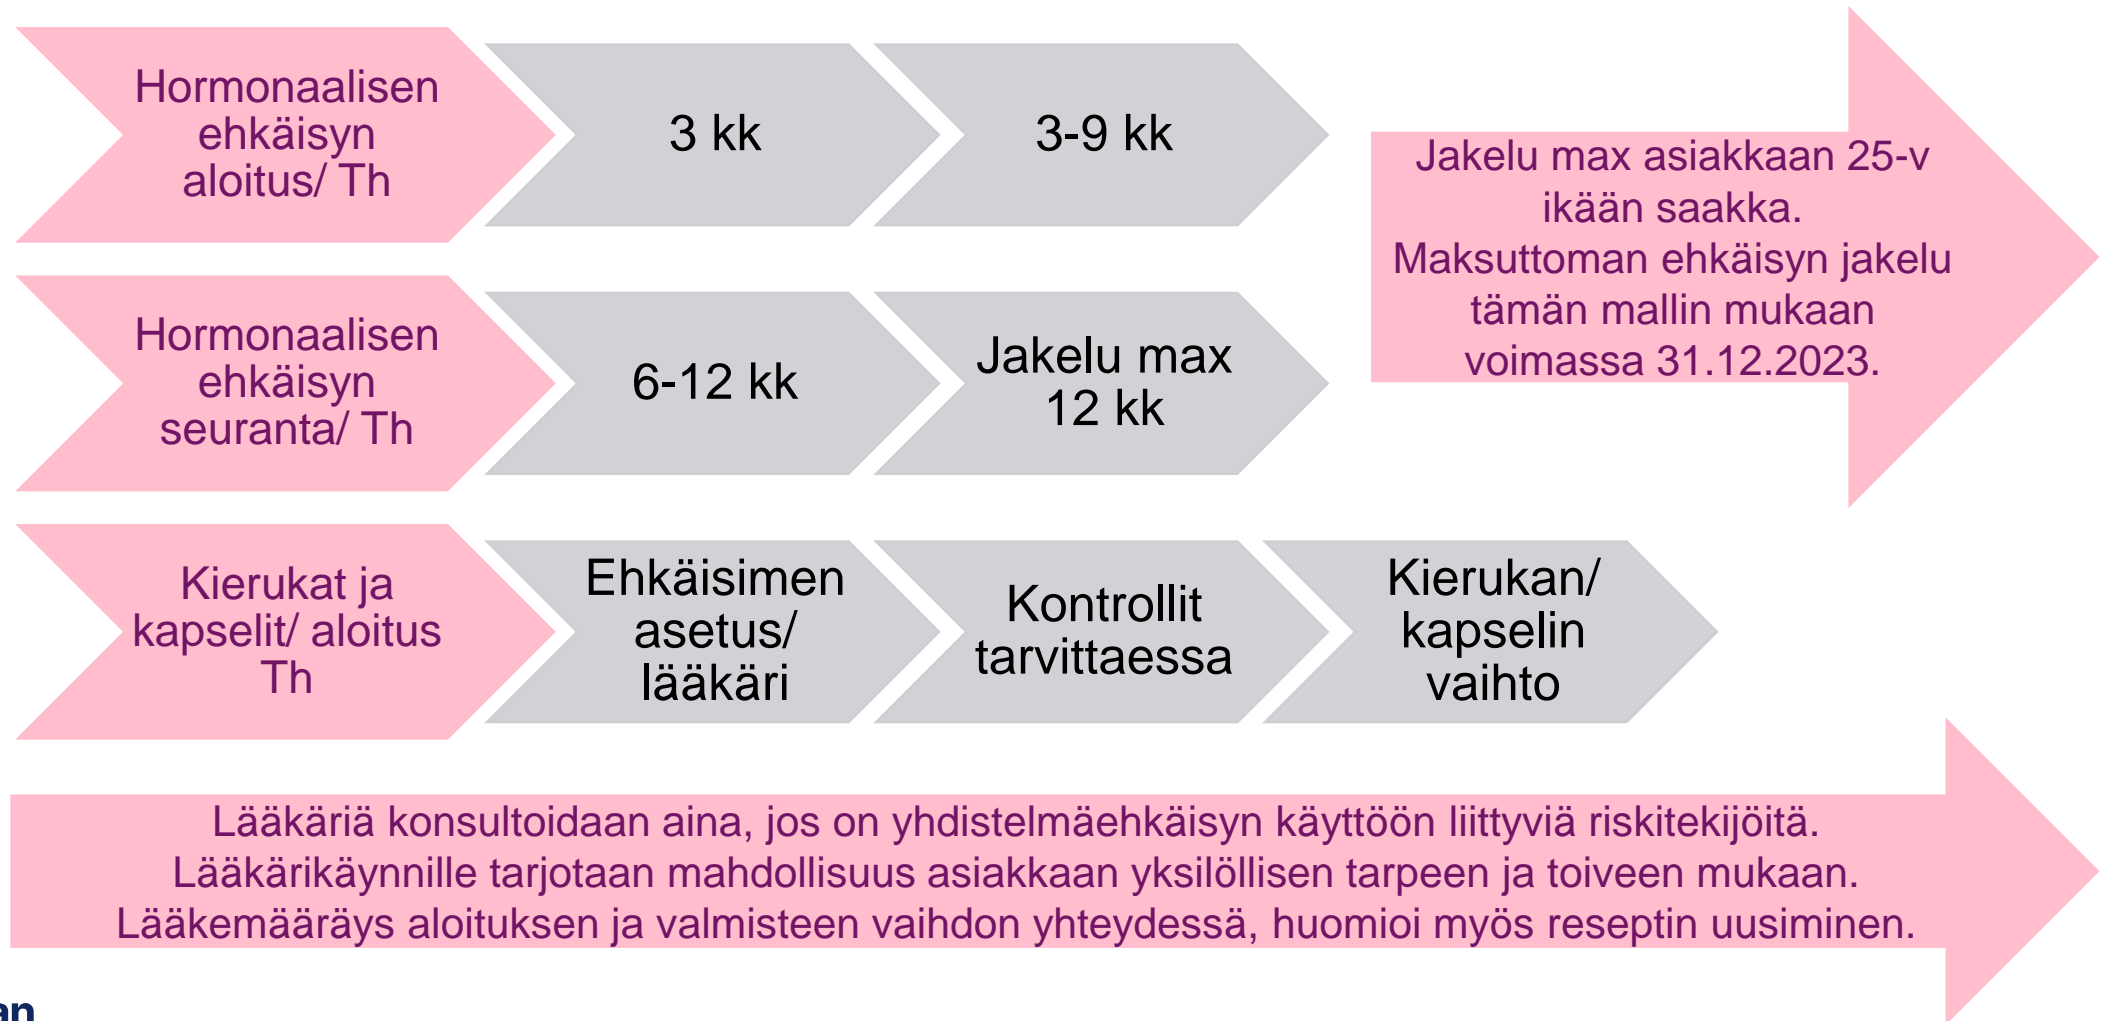 Hormonaalisen
ehkäisyn
aloitus/ Th
3 kk
3-9 kk
Jakelu max asiakkaan 25-v
ikään saakka.
Maksuttoman ehkäisyn jakelu
tämän mallin mukaan
voimassa 31.12.2023.
Hormonaalisen
ehkäisyn
seuranta/ Th
6-12 kk
Jakelu max
12 kk
Kierukat ja
kapselit/ aloitus
Th
Ehkäisimen
asetus/
lääkäri
Kontrollit
tarvittaessa
Kierukan/
kapselin
vaihto
Lääkäriä konsultoidaan aina, jos on yhdistelmäehkäisyn käyttöön liittyviä riskitekijöitä.
Lääkärikäynnille tarjotaan mahdollisuus asiakkaan yksilöllisen tarpeen ja toiveen mukaan.
Lääkemääräys aloituksen ja valmisteen vaihdon yhteydessä, huomioi myös reseptin uusiminen.